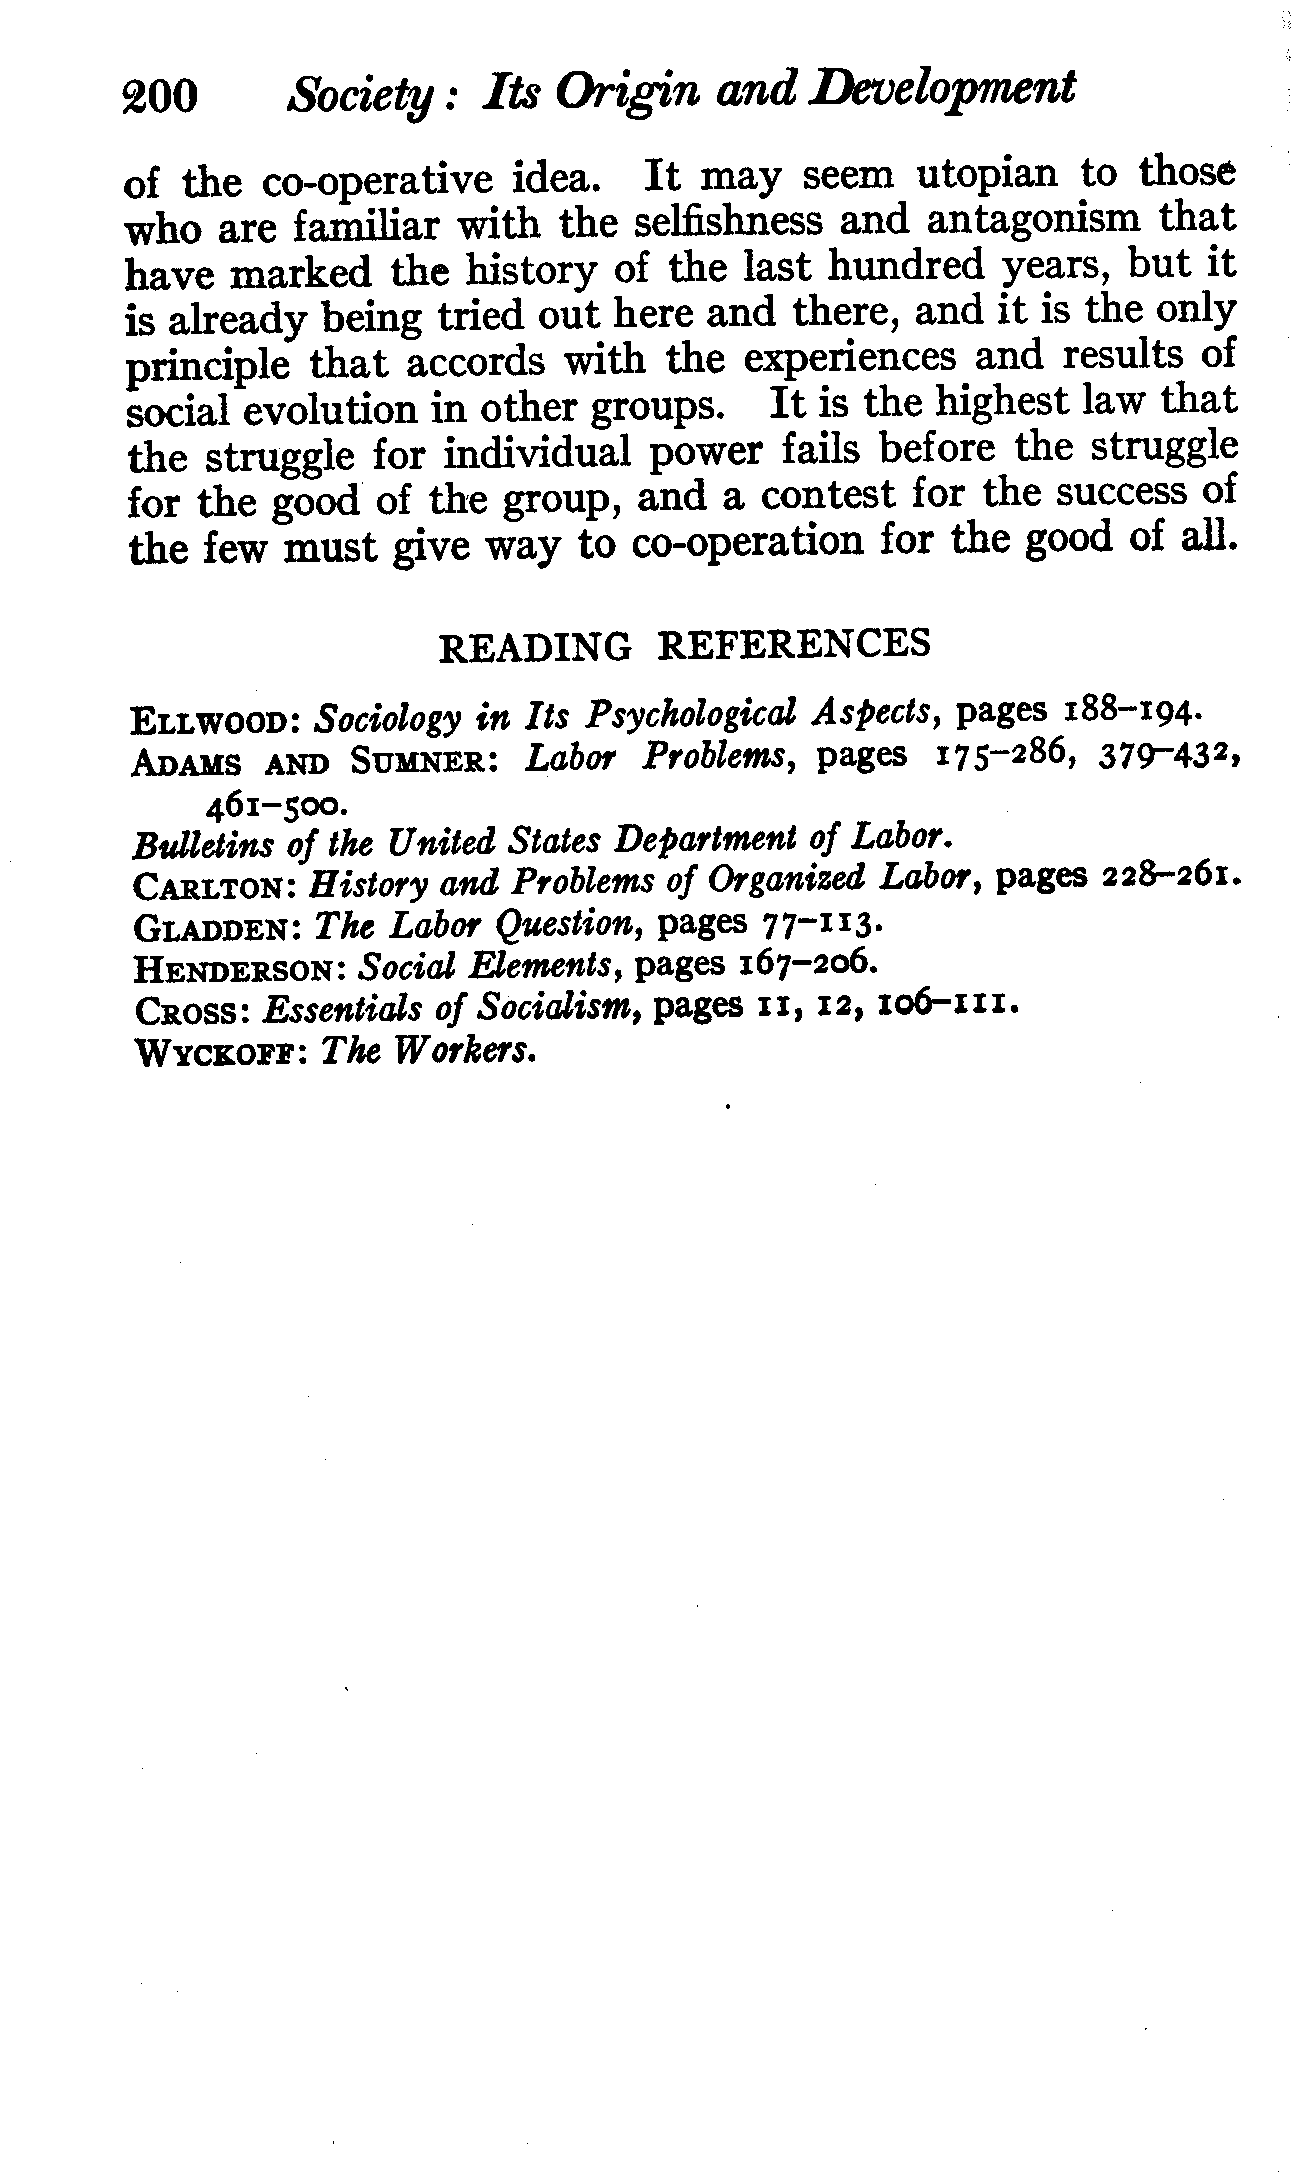 200 Society: Its Origin and Development
of the co-operative idea. It may seem utopian to those
who are familiar with the selfishness and antagonism that
have marked the history of the last hundred years, but it
is already being tried out here and there, and it is the only
principle that accords with the experiences and results of
social evolution in other groups. It is the highest law that
the struggle for individual power fails before the struggle
for the good of the group, and a contest for the success of
the few must give way to co-operation for the good of all.
READING REFERENCES
ELLWOOD: Sociology in Its Psychological Aspects, pages 188–194.
ADAMS AND SUMNER: Labor Problems, pages 175–286, 379–432,
461–500.
Bulletins of the United States Department of Labor.
CARLTON: History and Problems of Organized Labor, pages 228–261.
GLADDEN: The Labor Question, pages 77–113.
HENDERSON: Social Elements, pages 167–206.
CROSS: Essentials of Socialism, pages 11, 12, 106–111.
WYCKOFF: The Workers.